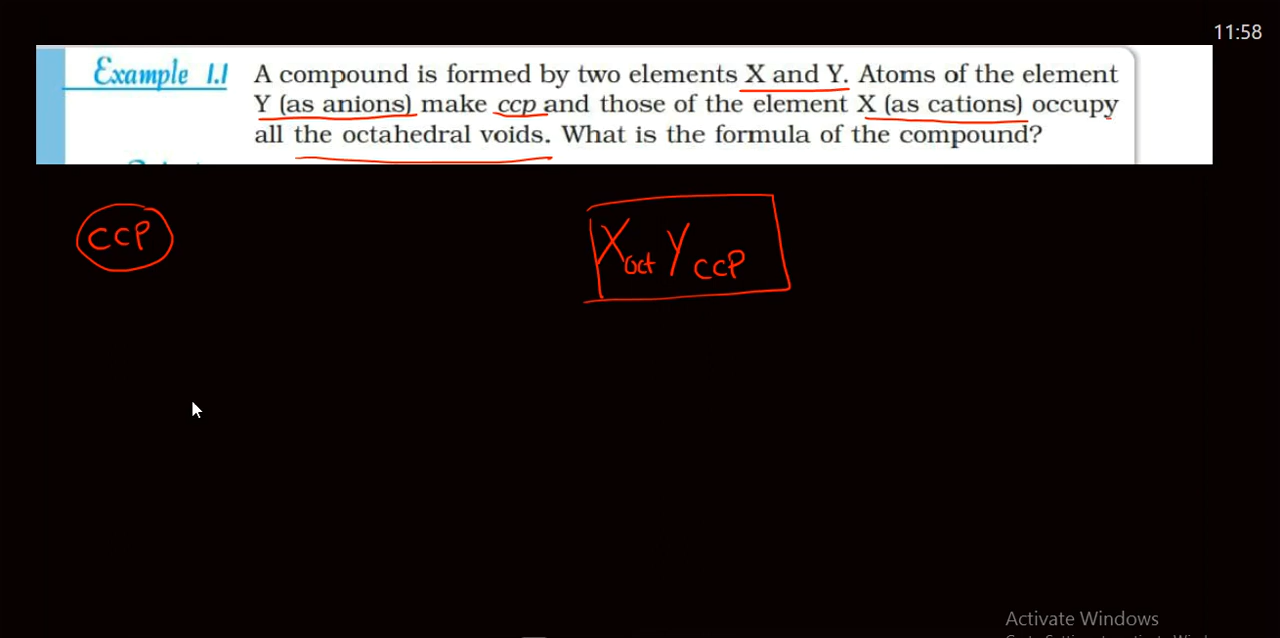 11:58
Example 1.1 A compound is formed by two elements X and Y. Atoms of the element
Y (as anions) make ccp and those of the element X (as cations) occupy
all the octahedral voids. What is the formula of the compound?
CCP
X oct Y CCP
Activate Windows